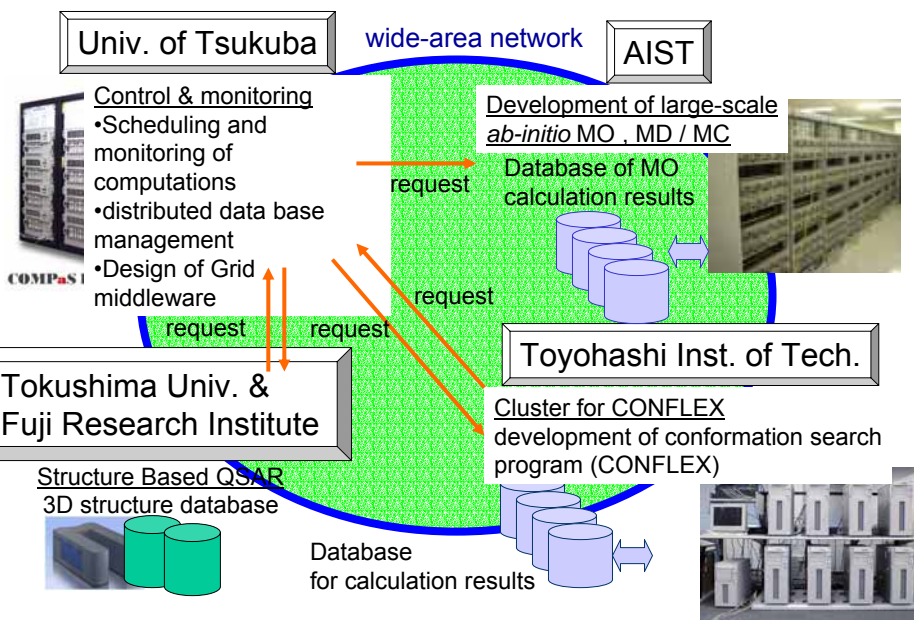 Univ. of Tsukuba
wide-area network
AIST
Control & monitoring
•Scheduling and
monitoring of
computations
•distributed data base
management
•Design of Grid
middleware
COMPaS
Development of large-scale
ab-initio MO , MD / MC
Database of MO
calculation results
request
request
request
request
Toyohashi Inst. of Tech.
Cluster for CONFLEX
development of conformation search
program (CONFLEX)
Tokushima Univ. &
Fuji Research Institute
Structure Based QSAR
3D structure database
Database
for calculation results